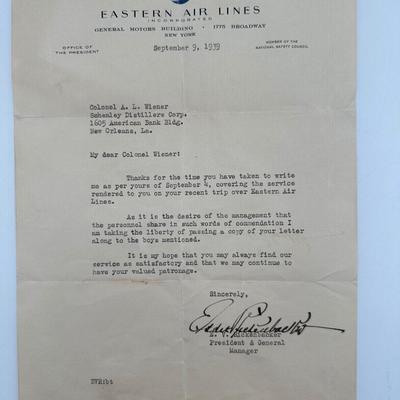 EASTERN AIR LINES
INCORPORATED
GENERAL MOTORS BUILDING · 1775 BROADWAY
NEW YORK
OFFICE OF
THE PRESIDENT
MEMBER OF THE
NATIONAL SAFETY COUNCIL
September 9, 1939
Colonel A. L. Wiener
Schenley Distillers Corp.
1605 American Bank Bldg.
New Orleans, La.
My dear Colonel Wiener:
Thanks for the time you have taken to write
me as per yours of September 4, covering the service
rendered to you on your recent trip over Eastern Air
Lines.
As it is the desire of the management that
the personnel share in such words of commendation I
am taking the liberty of passing a copy of your letter
along to the boys mentioned.
It is my hope that you may always find our
service as satisfactory and that we may continue to
have your valued patronage.
Sincerely,
Eddie Rickenbacker
E. V. Rickenbacker
President & General
Manager
EVR:bt